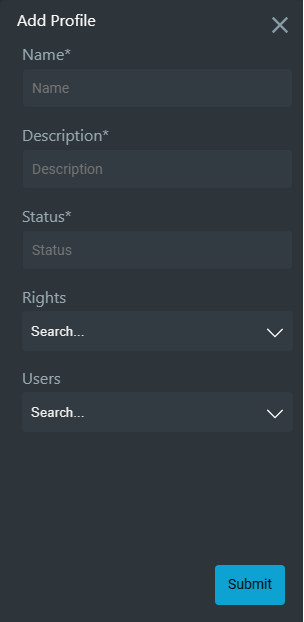 Add Profile
Name*
Name
Description*
Description
Status*
Status
Rights
Search...
Users
Search...
Submit